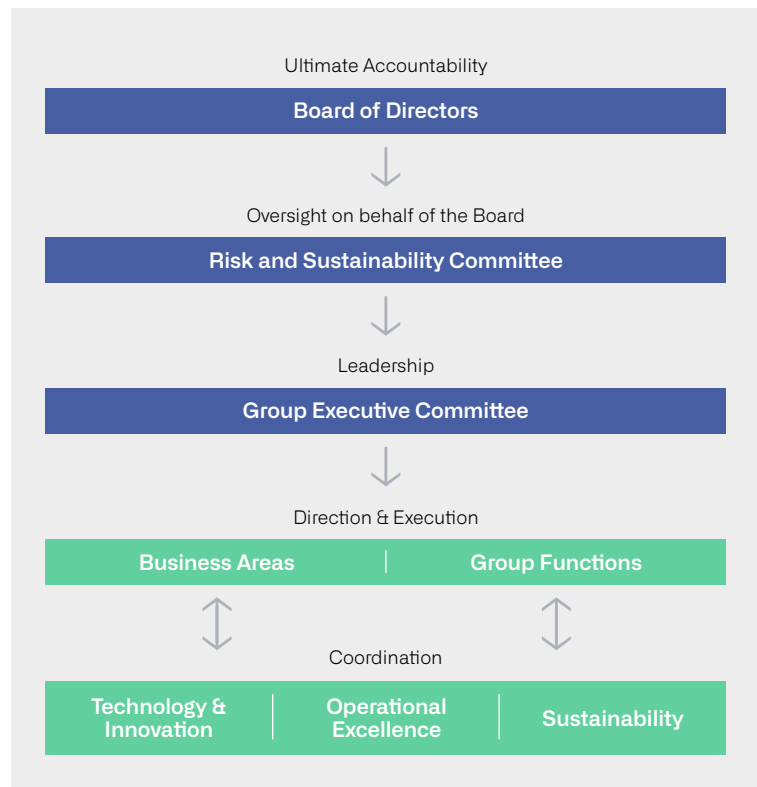 Ultimate Accountability
Board of Directors
Oversight on behalf of the Board
Risk and Sustainability Committee
Leadership
Group Executive Committee
Direction & Execution
Business Areas
Group Functions
Coordination
Technology &
Innovation
Operational
Excellence
Sustainability